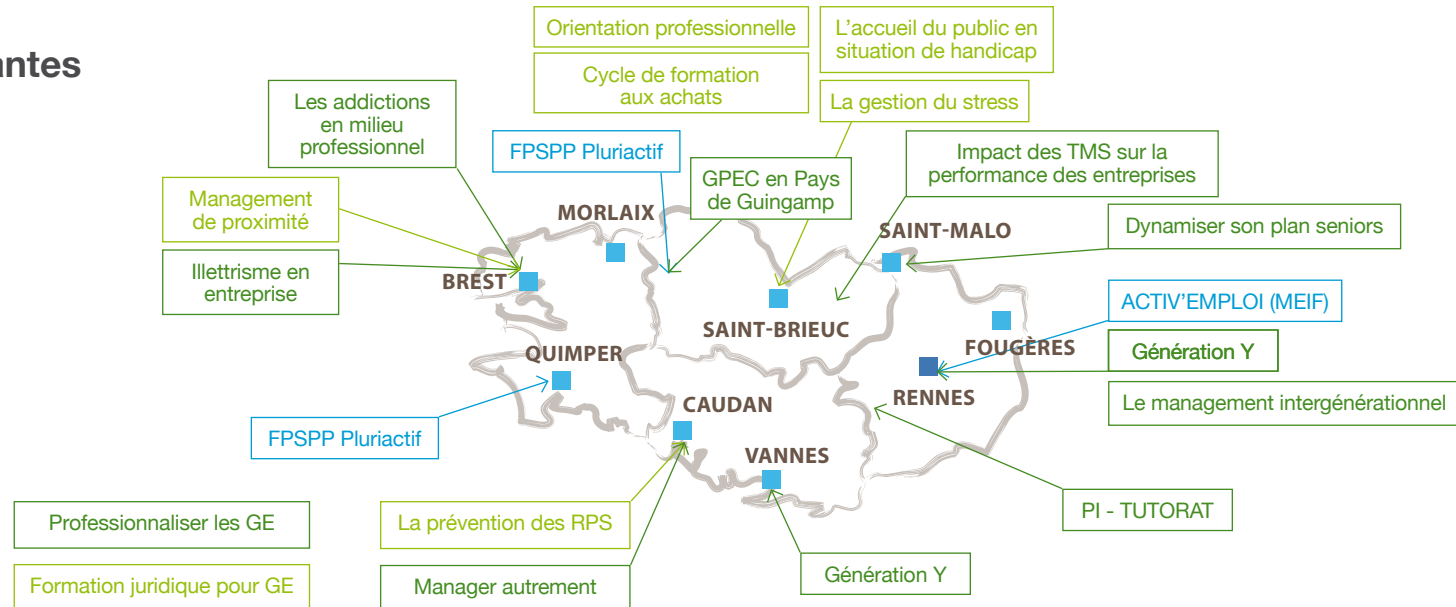 antes
Orientation professionnelle
L'accueil du public en
situation de handicap
Cycle de formation
aux achats
La gestion du stress
Les addictions
en milieu
professionnel
FPSPP Pluriactif
GPEC en Pays
de Guingamp
Impact des TMS sur la
performance des entreprises
Management
de proximité
MORLAIX
SAINT-MALO
Dynamiser son plan seniors
Illettrisme en
entreprise
BREST
SAINT-BRIEUC
ACTIV'EMPLOI (MEIF)
FOUGÈRES
Génération Y
QUIMPER
RENNES
Le management intergénérationnel
CAUDAN
FPSPP Pluriactif
VANNES
Professionnaliser les GE
La prévention des RPS
PI - TUTORAT
Formation juridique pour GE
Manager autrement
Génération Y